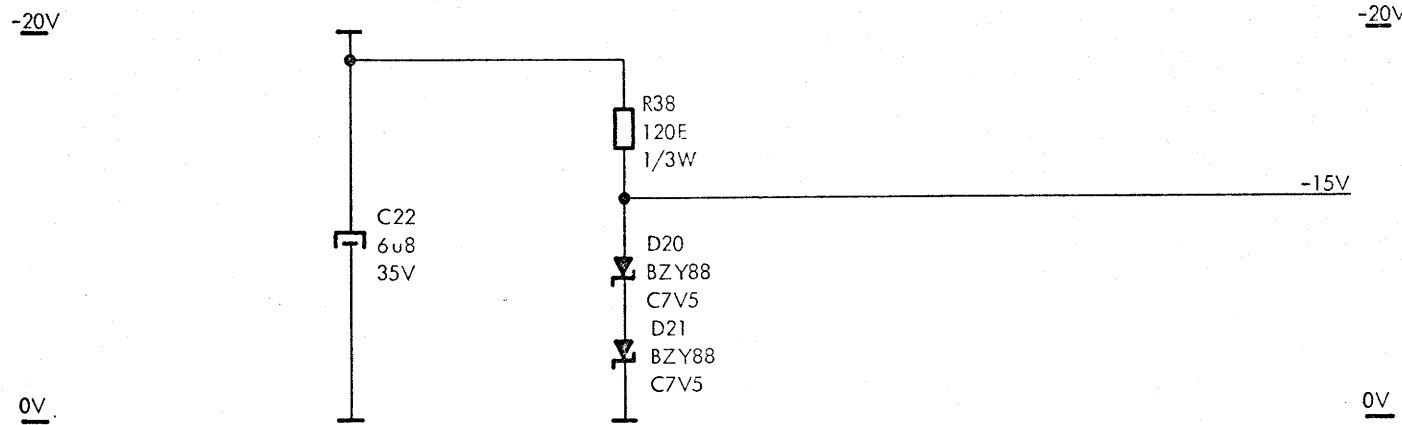 -20V
-20V
R38
120E
1/3W
-15V
C22
6u8
35V
D20
BZY88
C7V5
D21
BZY88
C7V5
0V
0V